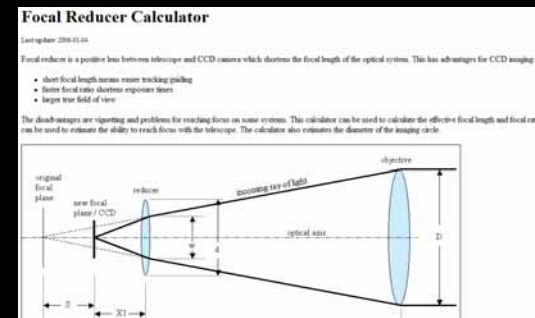 Focal Reducer Calculator
Last update: 2006-01-04
Focal reducer is a positive lens between telescope and CCD camera which shortens the focal length of the optical system. This has advantages for CCD imaging
short focal length means easier tracking/guiding
faster focal ratio shortens exposure times
larger true field of view
The disadvantages are vignetting and problems for reaching focus on some systems. This calculator can be used to calculate the effective focal length and focal
can be used to estimate the ability to reach focus with the telescope. The calculator also estimates the diameter of the imaging circle.
objective
original
focal
plane
reducer
new focal
plane / CCD
incoming ray of light
optical axis
w
d
D
S
X1